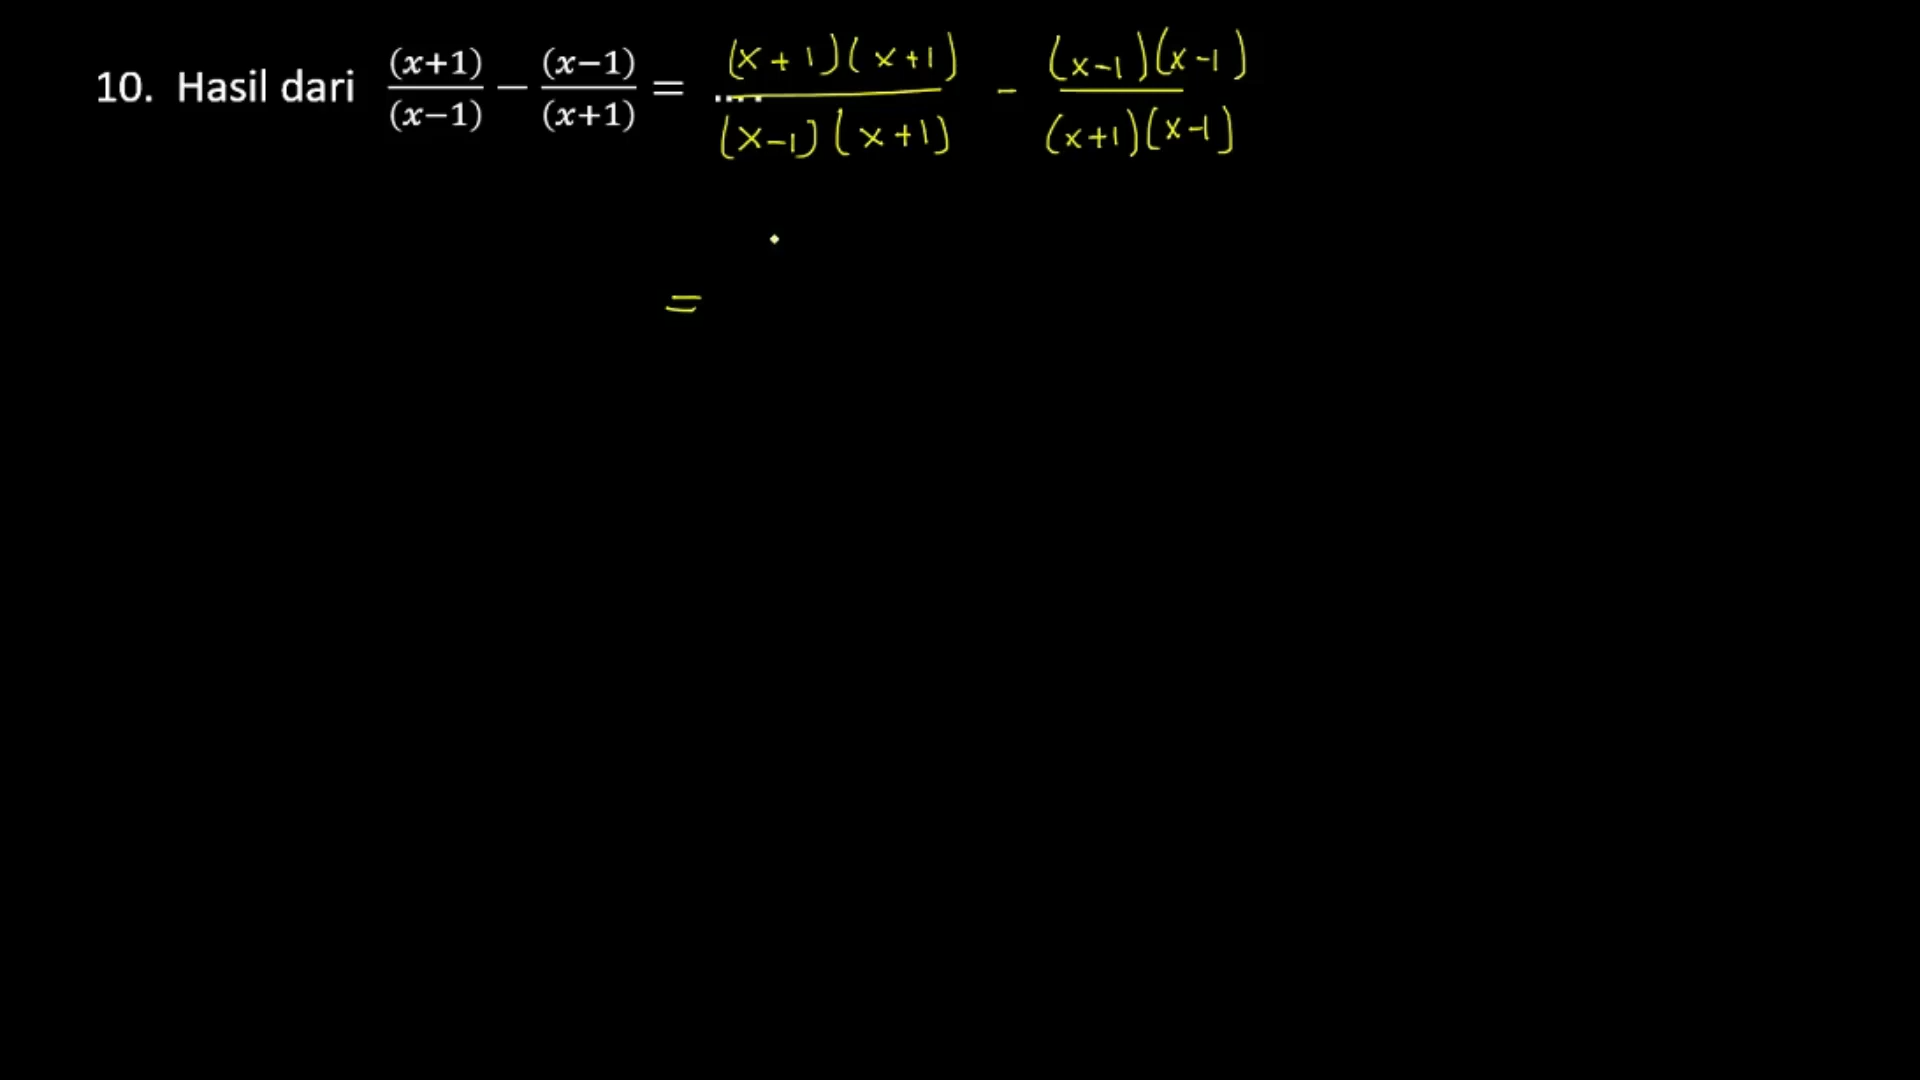 10. Hasil dari (x+1)/(x−1) − (x−1)/(x+1) = .... (x+1)(x+1)/(x-1)(x+1) - (x-1)(x-1)/(x+1)(x-1)
=